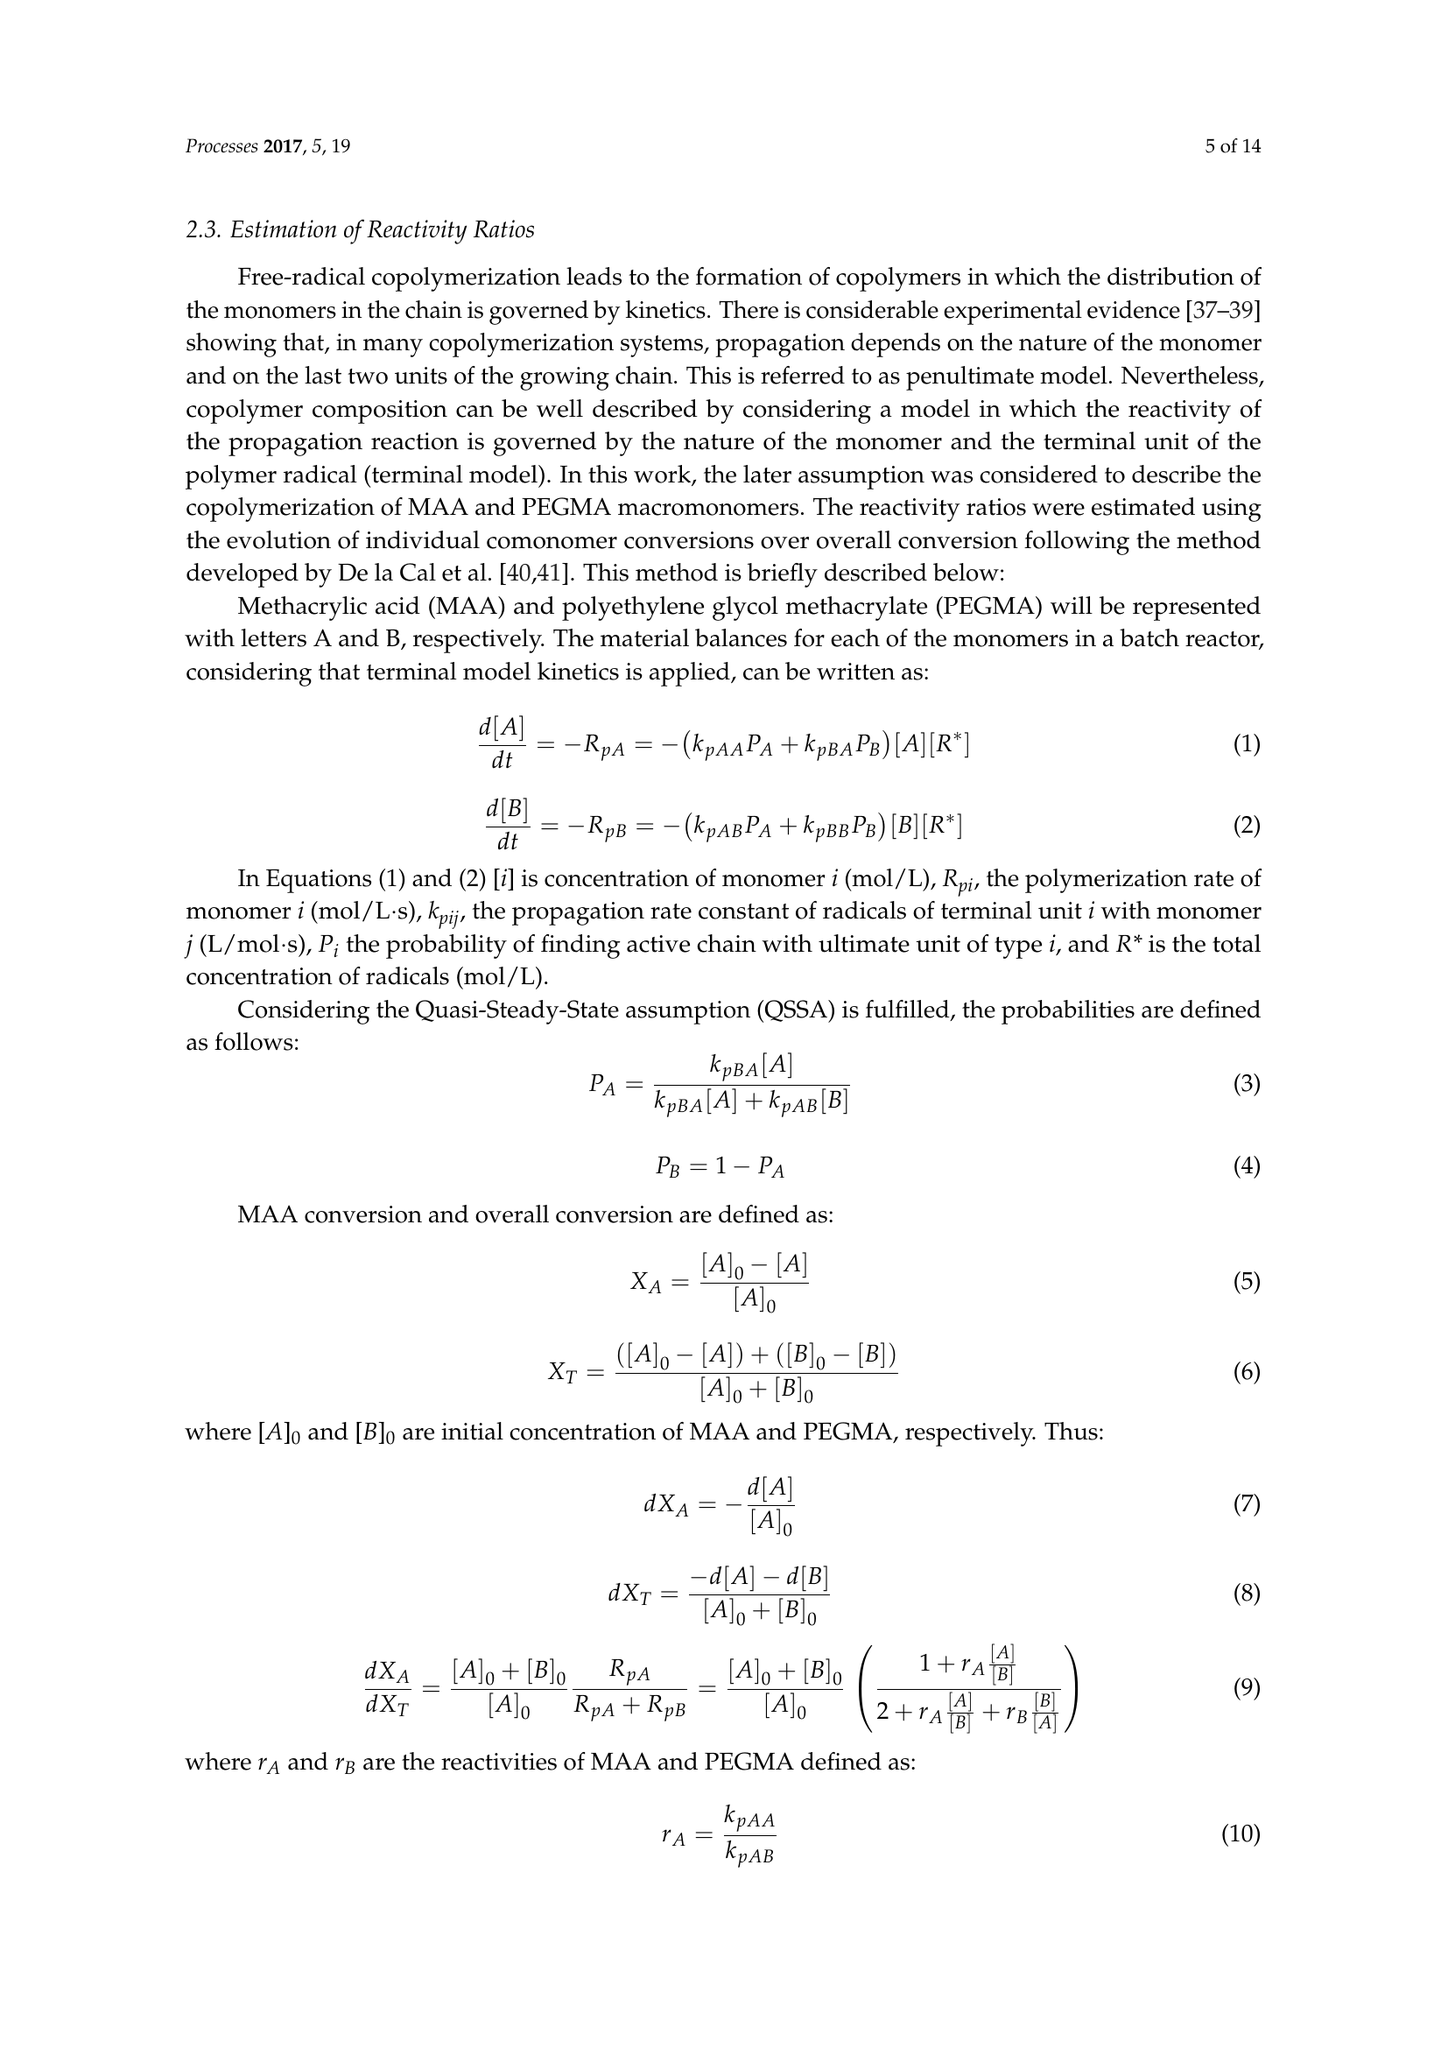 Processes 2017, 5, 19 5 of 14
2.3. Estimation of Reactivity Ratios
Free-radical copolymerization leads to the formation of copolymers in which the distribution of
the monomers in the chain is governed by kinetics. There is considerable experimental evidence [37–39]
showing that, in many copolymerization systems, propagation depends on the nature of the monomer
and on the last two units of the growing chain. This is referred to as penultimate model. Nevertheless,
copolymer composition can be well described by considering a model in which the reactivity of
the propagation reaction is governed by the nature of the monomer and the terminal unit of the
polymer radical (terminal model). In this work, the later assumption was considered to describe the
copolymerization of MAA and PEGMA macromonomers. The reactivity ratios were estimated using
the evolution of individual comonomer conversions over overall conversion following the method
developed by De la Cal et al. [40,41]. This method is briefly described below:
Methacrylic acid (MAA) and polyethylene glycol methacrylate (PEGMA) will be represented
with letters A and B, respectively. The material balances for each of the monomers in a batch reactor,
considering that terminal model kinetics is applied, can be written as:
\frac{d[A]}{dt} = -R_{pA} = -(k_{pAA}P_A + k_{pBA}P_B)[A][R^*] (1)
\frac{d[B]}{dt} = -R_{pB} = -(k_{pAB}P_A + k_{pBB}P_B)[B][R^*] (2)
In Equations (1) and (2) [i] is concentration of monomer i (mol/L), R_{pi}, the polymerization rate of
monomer i (mol/L·s), k_{pij}, the propagation rate constant of radicals of terminal unit i with monomer
j (L/mol·s), P_i the probability of finding active chain with ultimate unit of type i, and R* is the total
concentration of radicals (mol/L).
Considering the Quasi-Steady-State assumption (QSSA) is fulfilled, the probabilities are defined
as follows:
P_A = \frac{k_{pBA}[A]}{k_{pBA}[A] + k_{pAB}[B]} (3)
P_B = 1 - P_A (4)
MAA conversion and overall conversion are defined as:
X_A = \frac{[A]_0 - [A]}{[A]_0} (5)
X_T = \frac{([A]_0 - [A]) + ([B]_0 - [B])}{[A]_0 + [B]_0} (6)
where [A]_0 and [B]_0 are initial concentration of MAA and PEGMA, respectively. Thus:
dX_A = -\frac{d[A]}{[A]_0} (7)
dX_T = \frac{-d[A] - d[B]}{[A]_0 + [B]_0} (8)
\frac{dX_A}{dX_T} = \frac{[A]_0 + [B]_0}{[A]_0} \frac{R_{pA}}{R_{pA} + R_{pB}} = \frac{[A]_0 + [B]_0}{[A]_0} \left( \frac{1 + r_A \frac{[A]}{[B]}}{2 + r_A \frac{[A]}{[B]} + r_B \frac{[B]}{[A]}} \right) (9)
where r_A and r_B are the reactivities of MAA and PEGMA defined as:
r_A = \frac{k_{pAA}}{k_{pAB}} (10)